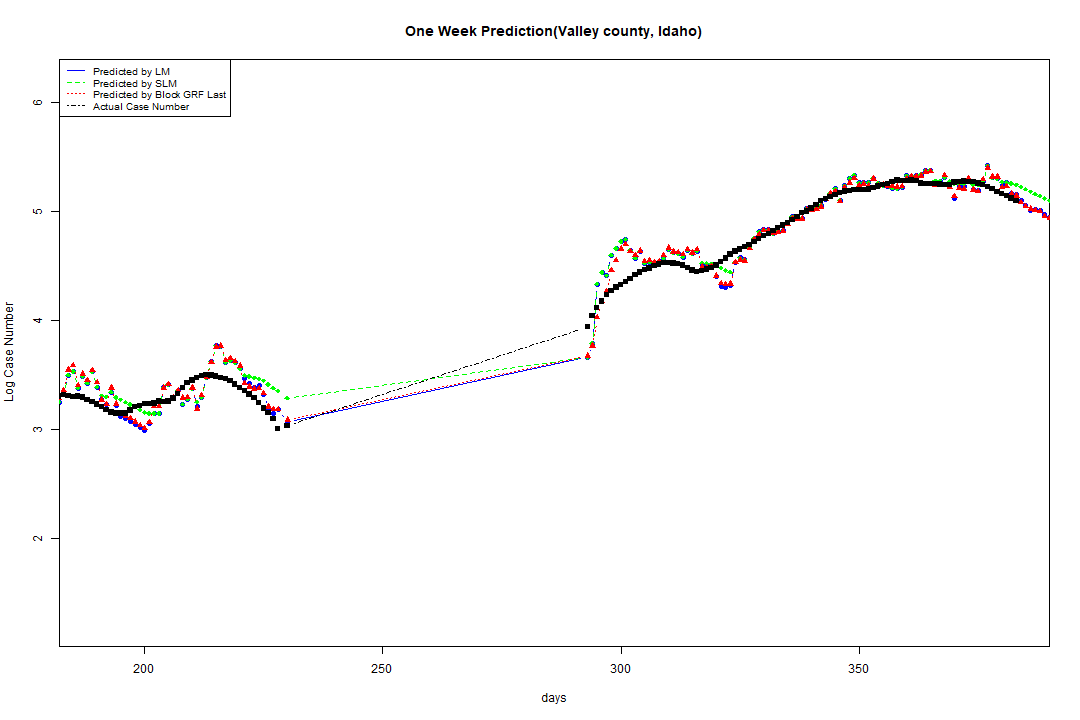 One Week Prediction(Valley county, Idaho)
Predicted by LM
Predicted by SLM
Predicted by Block GRF Last
Actual Case Number
6
5
4
3
2
Log Case Number
200 250 300 350
days